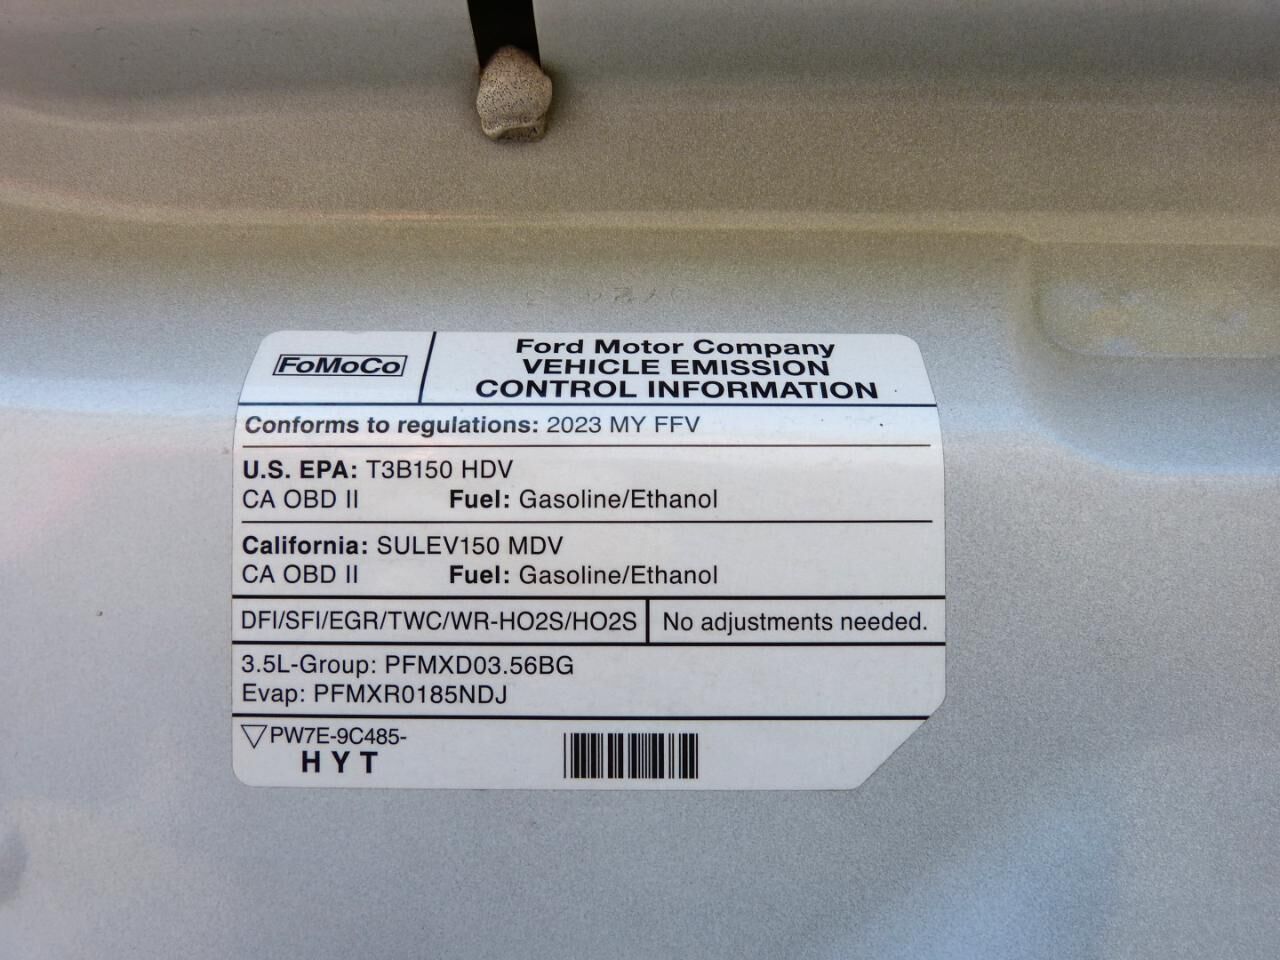 FoMoCo
Ford Motor Company
VEHICLE EMISSION
CONTROL INFORMATION
Conforms to regulations: 2023 MY FFV
U.S. EPA: T3B150 HDV
CA OBD II Fuel: Gasoline/Ethanol
California: SULEV150 MDV
CA OBD II Fuel: Gasoline/Ethanol
DFI/SFI/EGR/TWC/WR-HO2S/HO2S No adjustments needed.
3.5L-Group: PFMXD03.56BG
Evap: PFMXR0185NDJ
PW7E-9C485-
HYT